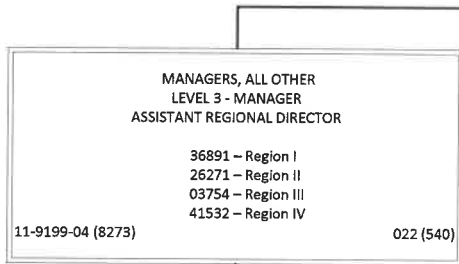 MANAGERS, ALL OTHER
LEVEL 3 - MANAGER
ASSISTANT REGIONAL DIRECTOR
36891 – Region I
26271 – Region II
03754 – Region III
41532 – Region IV
11-9199-04 (8273) 022 (540)